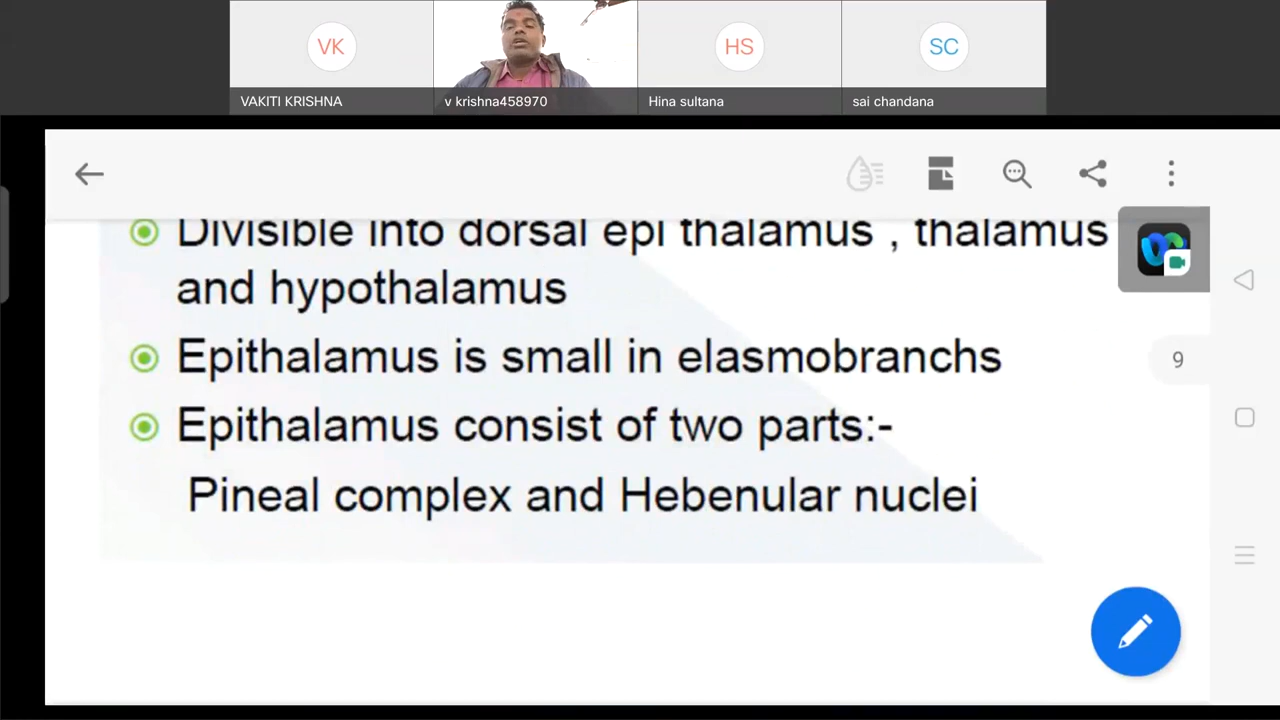 VK
HS
SC
VAKITI KRISHNA
v krishna458970
Hina sultana
sai chandana
Divisible into dorsal epi thalamus , thalamus
and hypothalamus
Epithalamus is small in elasmobranchs
9
Epithalamus consist of two parts:-
Pineal complex and Hebenular nuclei